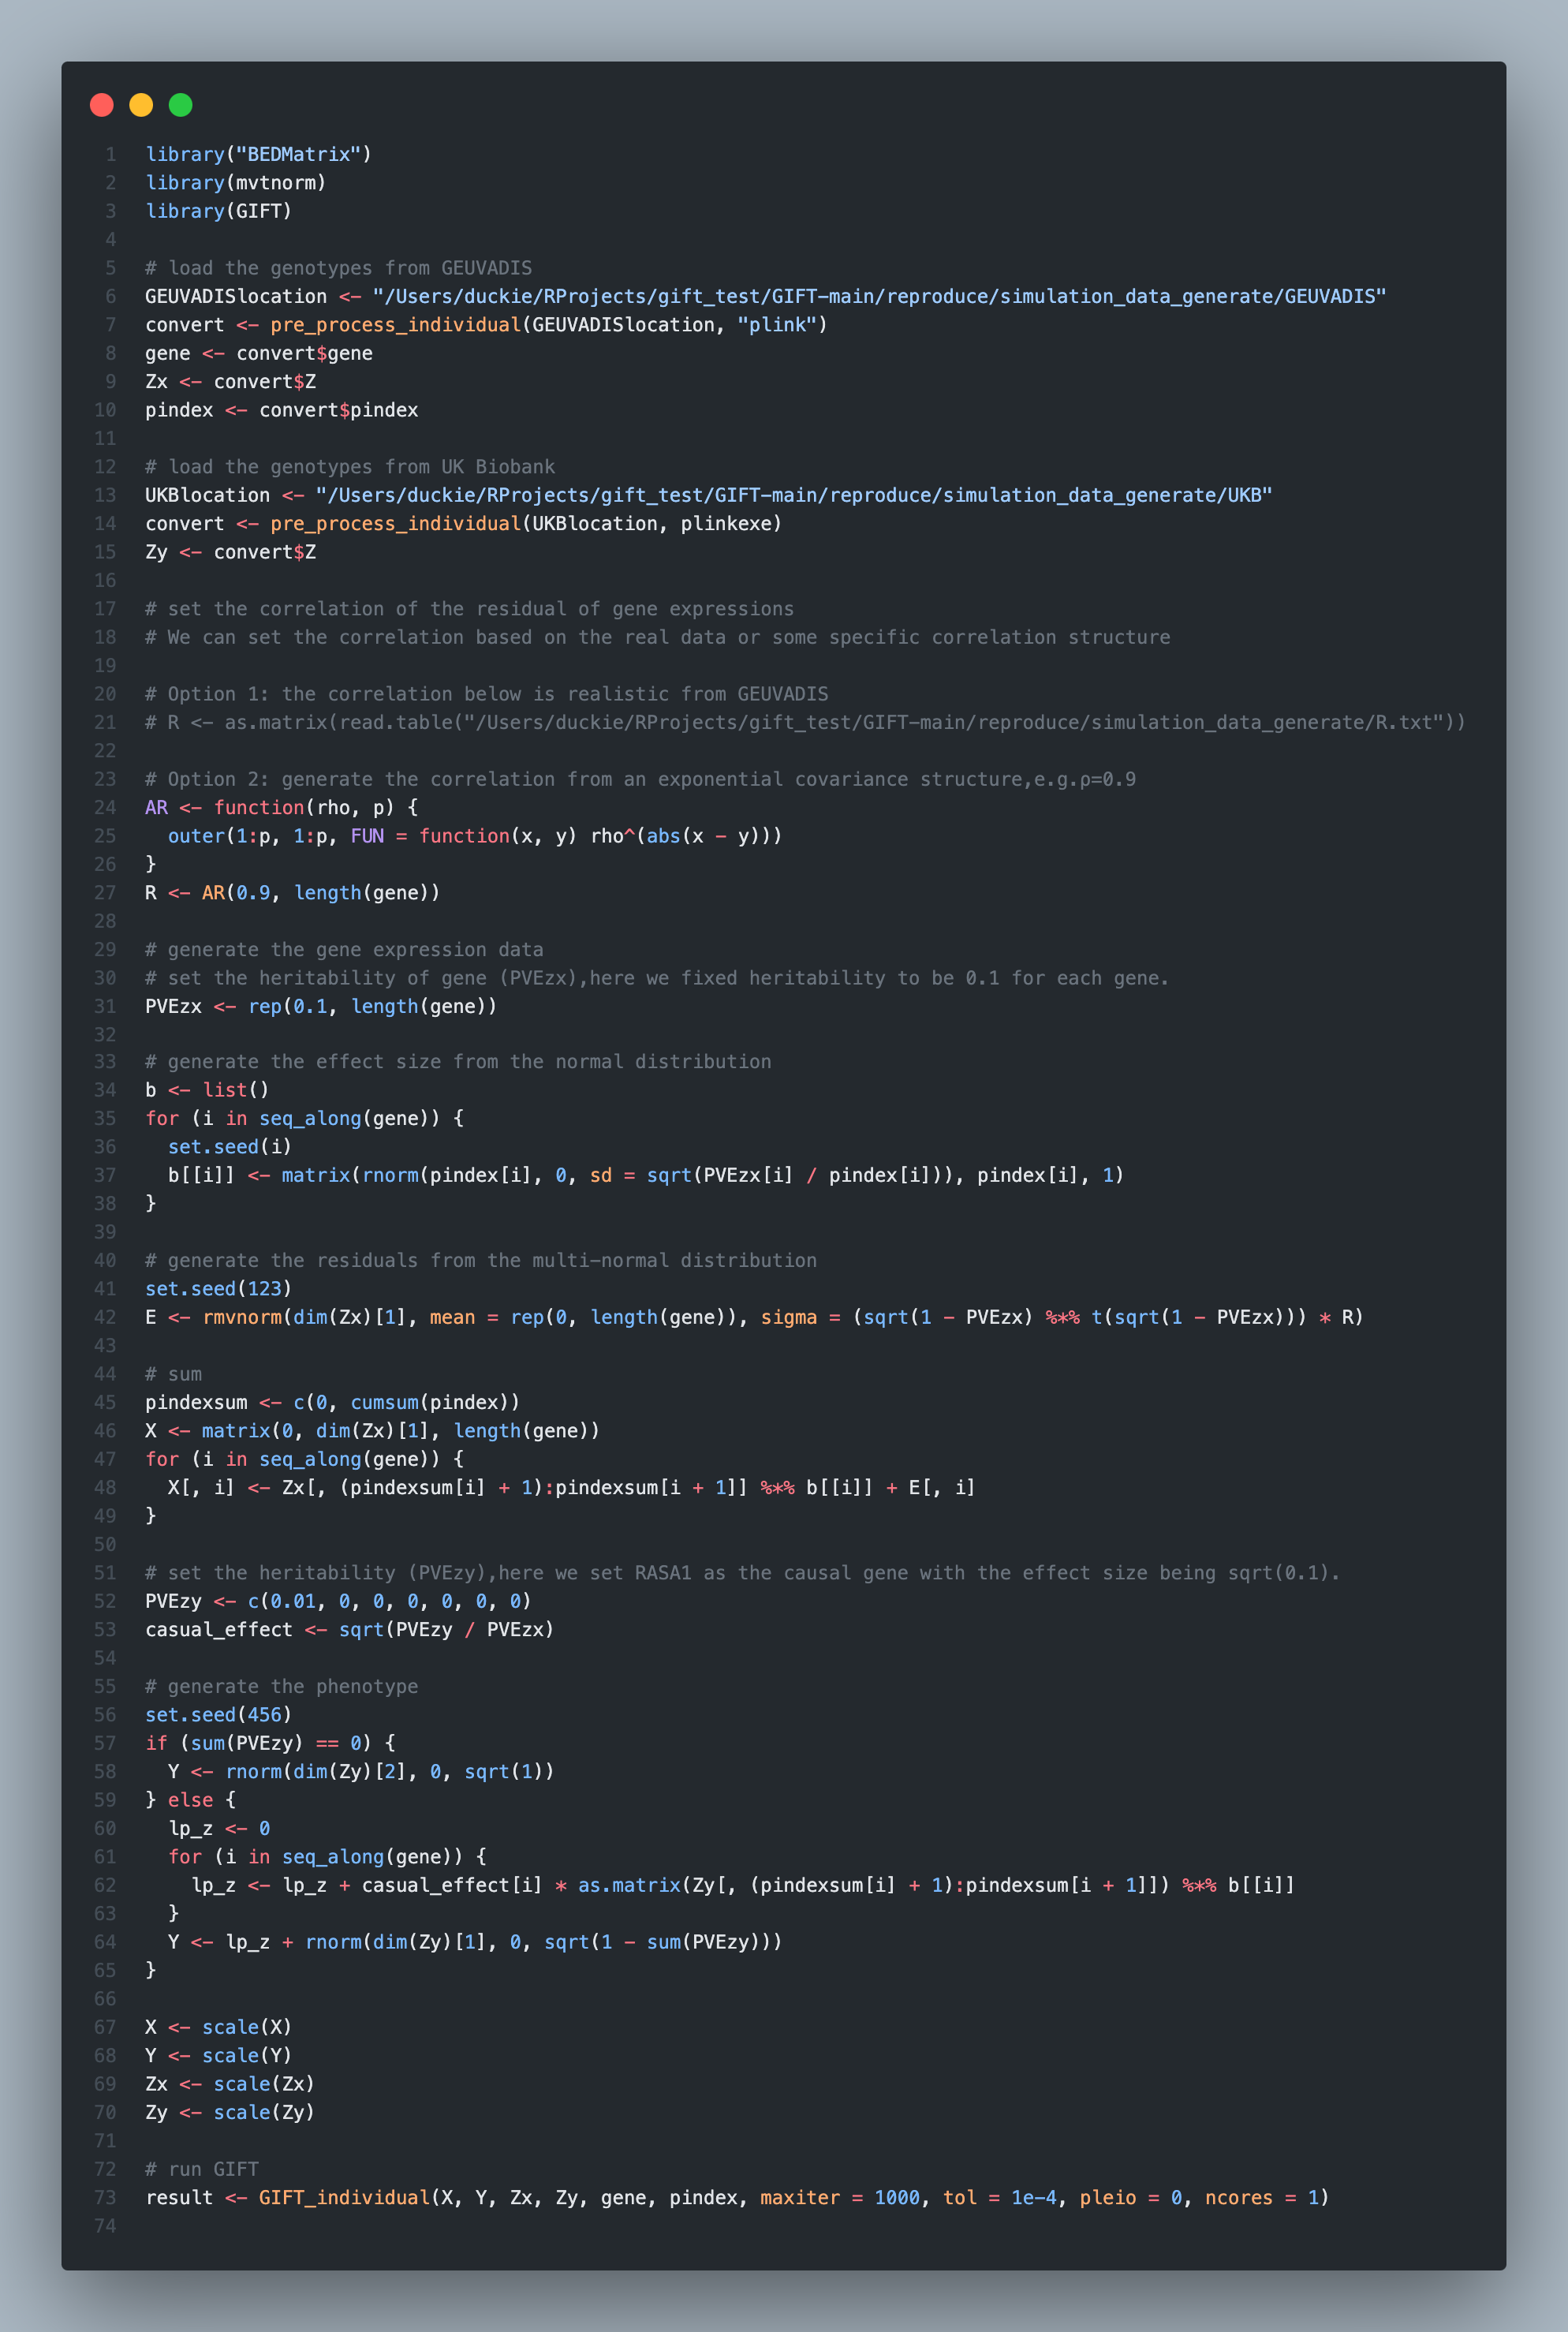 1 library("BEDMatrix")
2 library(mvtnorm)
3 library(GIFT)
4
5 # load the genotypes from GEUVADIS
6 GEUVADISlocation <- "/Users/duckie/RProjects/gift_test/GIFT-main/reproduce/simulation_data_generate/GEUVADIS"
7 convert <- pre_process_individual(GEUVADISlocation, "plink")
8 gene <- convert$gene
9 Zx <- convert$Z
10 pindex <- convert$pindex
11
12 # load the genotypes from UK Biobank
13 UKBlocation <- "/Users/duckie/RProjects/gift_test/GIFT-main/reproduce/simulation_data_generate/UKB"
14 convert <- pre_process_individual(UKBlocation, plinkexe)
15 Zy <- convert$Z
16
17 # set the correlation of the residual of gene expressions
18 # We can set the correlation based on the real data or some specific correlation structure
19
20 # Option 1: the correlation below is realistic from GEUVADIS
21 # R <- as.matrix(read.table("/Users/duckie/RProjects/gift_test/GIFT-main/reproduce/simulation_data_generate/R.txt"))
22
23 # Option 2: generate the correlation from an exponential covariance structure,e.g.ρ=0.9
24 AR <- function(rho, p) {
25   outer(1:p, 1:p, FUN = function(x, y) rho^(abs(x - y)))
26 }
27 R <- AR(0.9, length(gene))
28
29 # generate the gene expression data
30 # set the heritability of gene (PVEzx),here we fixed heritability to be 0.1 for each gene.
31 PVEzx <- rep(0.1, length(gene))
32
33 # generate the effect size from the normal distribution
34 b <- list()
35 for (i in seq_along(gene)) {
36   set.seed(i)
37   b[[i]] <- matrix(rnorm(pindex[i], 0, sd = sqrt(PVEzx[i] / pindex[i])), pindex[i], 1)
38 }
39
40 # generate the residuals from the multi-normal distribution
41 set.seed(123)
42 E <- rmvnorm(dim(Zx)[1], mean = rep(0, length(gene)), sigma = (sqrt(1 - PVEzx) %*% t(sqrt(1 - PVEzx))) * R)
43
44 # sum
45 pindexsum <- c(0, cumsum(pindex))
46 X <- matrix(0, dim(Zx)[1], length(gene))
47 for (i in seq_along(gene)) {
48   X[, i] <- Zx[, (pindexsum[i] + 1):pindexsum[i + 1]] %*% b[[i]] + E[, i]
49 }
50
51 # set the heritability (PVEzy),here we set RASA1 as the causal gene with the effect size being sqrt(0.1).
52 PVEzy <- c(0.01, 0, 0, 0, 0, 0, 0)
53 casual_effect <- sqrt(PVEzy / PVEzx)
54
55 # generate the phenotype
56 set.seed(456)
57 if (sum(PVEzy) == 0) {
58   Y <- rnorm(dim(Zy)[2], 0, sqrt(1))
59 } else {
60   lp_z <- 0
61   for (i in seq_along(gene)) {
62     lp_z <- lp_z + casual_effect[i] * as.matrix(Zy[, (pindexsum[i] + 1):pindexsum[i + 1]]) %*% b[[i]]
63   }
64   Y <- lp_z + rnorm(dim(Zy)[1], 0, sqrt(1 - sum(PVEzy)))
65 }
66
67 X <- scale(X)
68 Y <- scale(Y)
69 Zx <- scale(Zx)
70 Zy <- scale(Zy)
71
72 # run GIFT
73 result <- GIFT_individual(X, Y, Zx, Zy, gene, pindex, maxiter = 1000, tol = 1e-4, pleio = 0, ncores = 1)
74